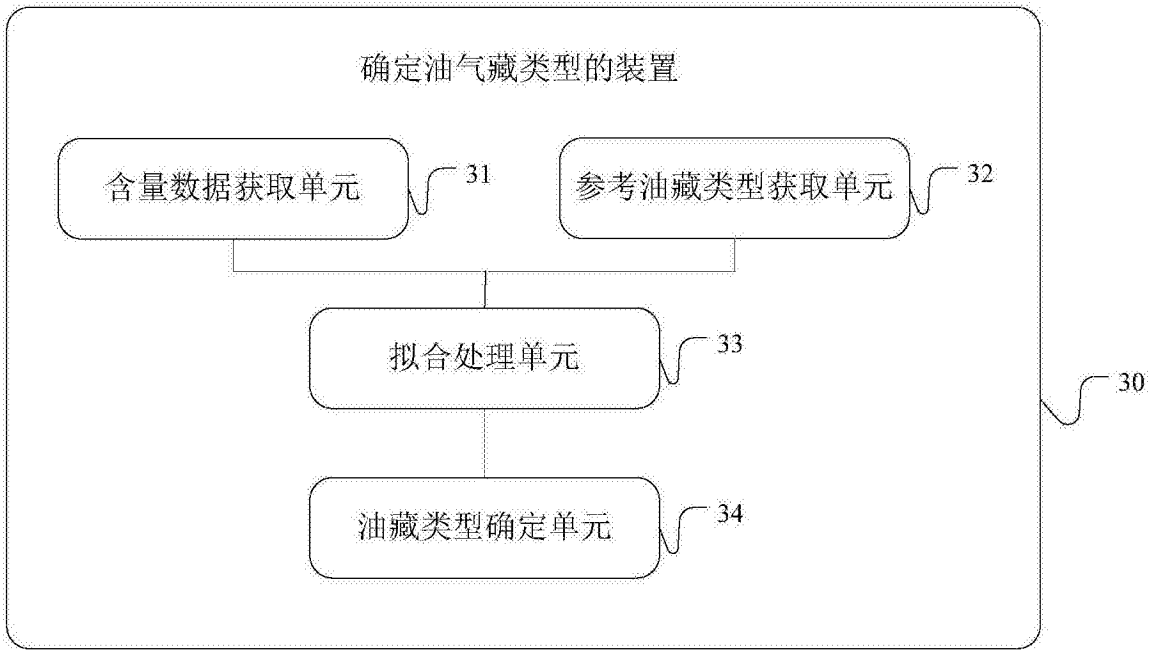 确定油气藏类型的装置
含量数据获取单元
31
参考油藏类型获取单元
32
拟合处理单元
33
30
油藏类型确定单元
34